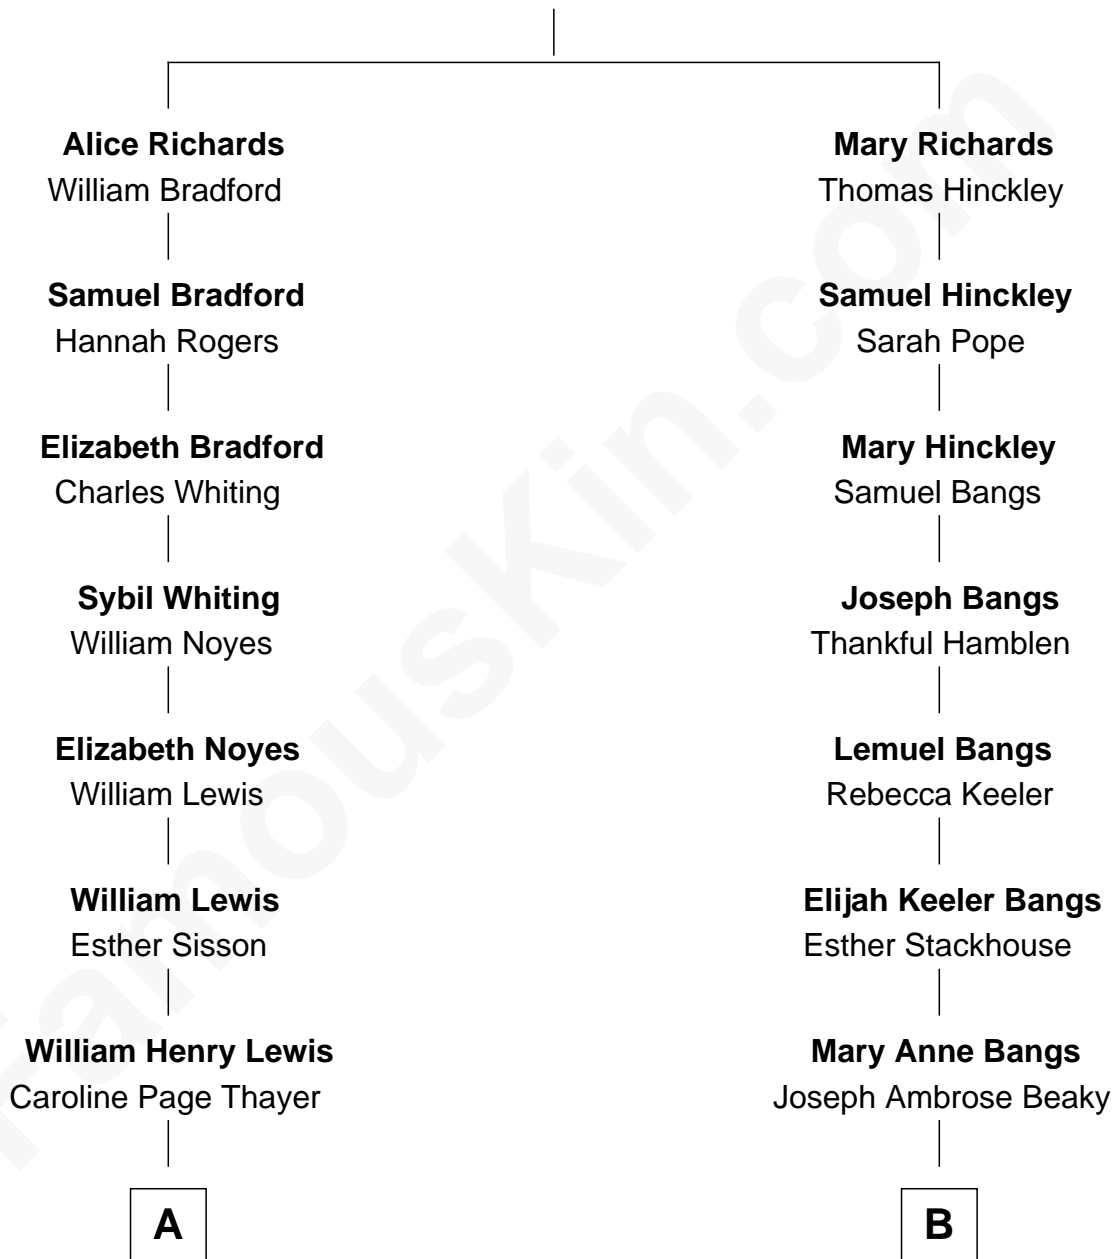 Alice Richards
William Bradford
Samuel Bradford
Hannah Rogers
Elizabeth Bradford
Charles Whiting
Sybil Whiting
William Noyes
Elizabeth Noyes
William Lewis
William Lewis
Esther Sisson
William Henry Lewis
Caroline Page Thayer
A
Mary Richards
Thomas Hinckley
Samuel Hinckley
Sarah Pope
Mary Hinckley
Samuel Bangs
Joseph Bangs
Thankful Hamblen
Lemuel Bangs
Rebecca Keeler
Elijah Keeler Bangs
Esther Stackhouse
Mary Anne Bangs
Joseph Ambrose Beaky
B
FamousKin.com